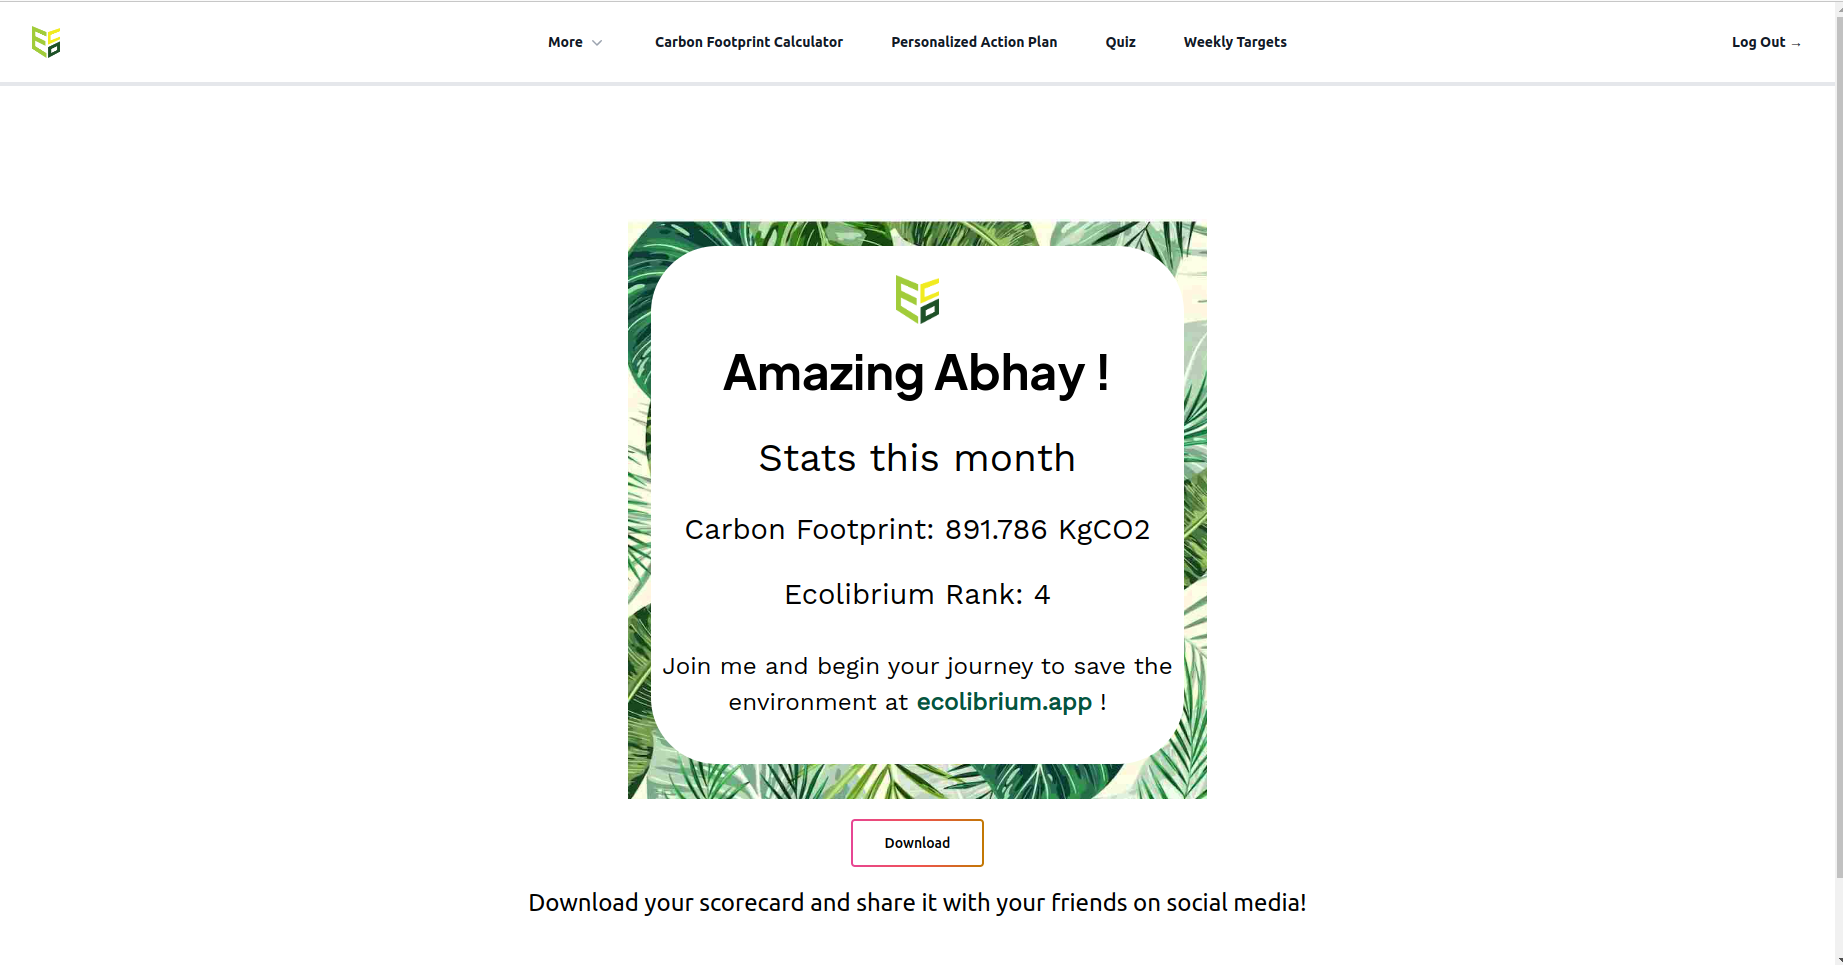 ECO
More
Carbon Footprint Calculator
Personalized Action Plan
Quiz
Weekly Targets
Log Out →
ECO
Amazing Abhay !
Stats this month
Carbon Footprint: 891.786 KgCO2
Ecolibrium Rank: 4
Join me and begin your journey to save the
environment at ecolibrium.app !
Download
Download your scorecard and share it with your friends on social media!